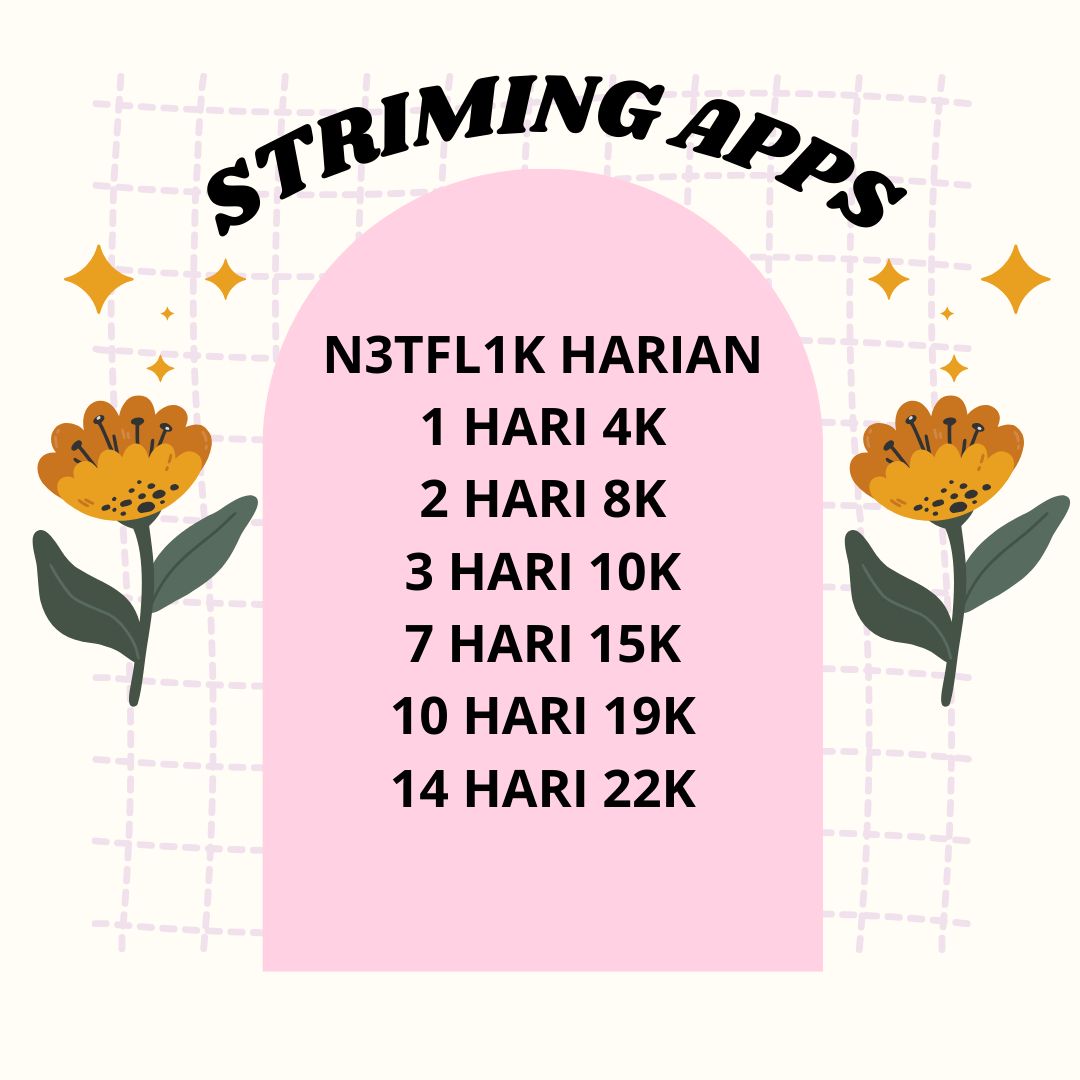 STRIMING APPS
N3TFL1K HARIAN
1 HARI 4K
2 HARI 8K
3 HARI 10K
7 HARI 15K
10 HARI 19K
14 HARI 22K